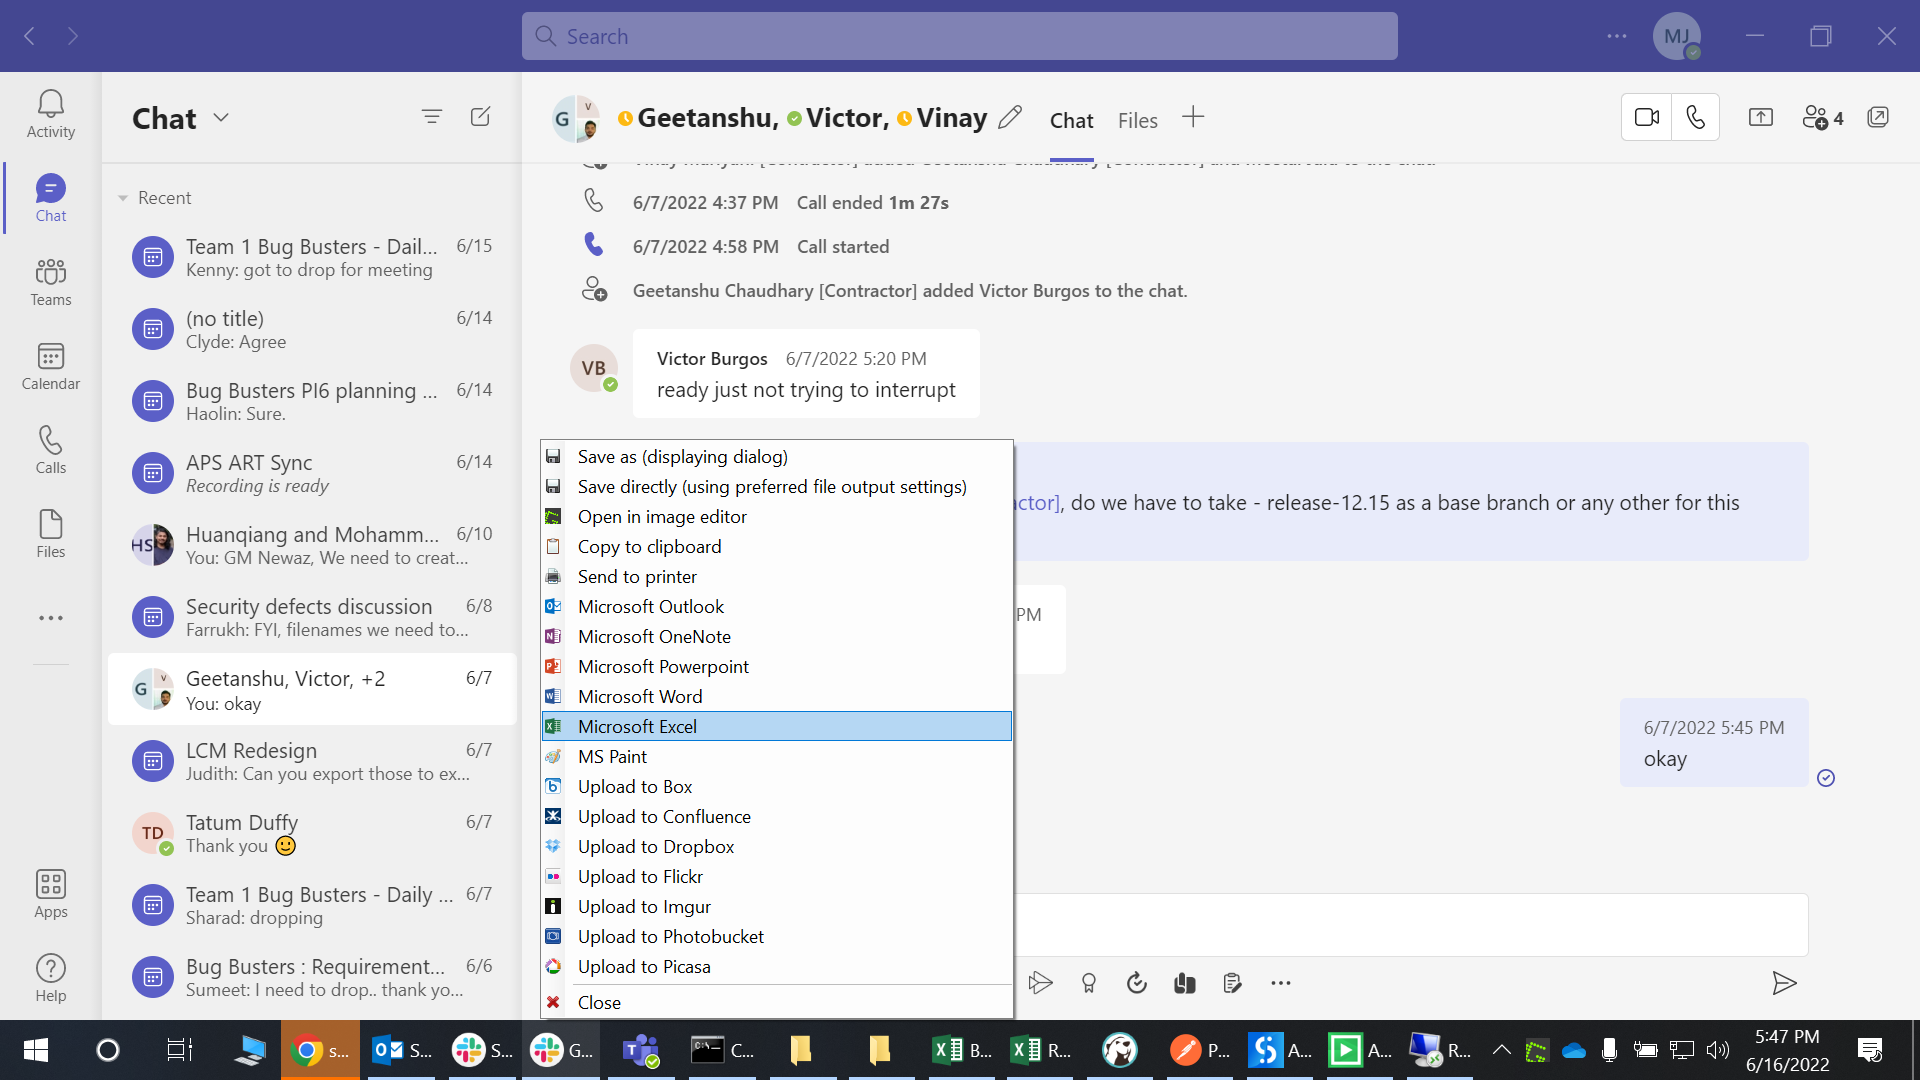 Search
MJ
Activity
Chat
Teams
Calendar
Calls
Files
Apps
Help
Chat
Recent
Team 1 Bug Busters - Dail... 6/15
Kenny: got to drop for meeting
(no title) 6/14
Clyde: Agree
Bug Busters PI6 planning ... 6/14
Haolin: Sure.
APS ART Sync 6/14
Recording is ready
HS
Huanqiang and Mohamm... 6/10
You: GM Newaz, We need to creat...
Security defects discussion 6/8
Farrukh: FYI, filenames we need to...
G V
Geetanshu, Victor, +2 6/7
You: okay
LCM Redesign 6/7
Judith: Can you export those to ex...
TD
Tatum Duffy 6/7
Thank you 🙂
Team 1 Bug Busters - Daily ... 6/7
Sharad: dropping
Bug Busters : Requirement... 6/6
Sumeet: I need to drop.. thank yo...
G V
Geetanshu, Victor, Vinay
Chat Files
4
6/7/2022 4:37 PM Call ended 1m 27s
6/7/2022 4:58 PM Call started
Geetanshu Chaudhary [Contractor] added Victor Burgos to the chat.
VB
Victor Burgos 6/7/2022 5:20 PM
ready just not trying to interrupt
actor], do we have to take - release-12.15 as a base branch or any other for this
PM
6/7/2022 5:45 PM
okay
Save as (displaying dialog)
Save directly (using preferred file output settings)
Open in image editor
Copy to clipboard
Send to printer
Microsoft Outlook
Microsoft OneNote
Microsoft Powerpoint
Microsoft Word
Microsoft Excel
MS Paint
Upload to Box
Upload to Confluence
Upload to Dropbox
Upload to Flickr
Upload to Imgur
Upload to Photobucket
Upload to Picasa
Close
s... S... S... G... C... B... R... P... A... A... R...
5:47 PM
6/16/2022